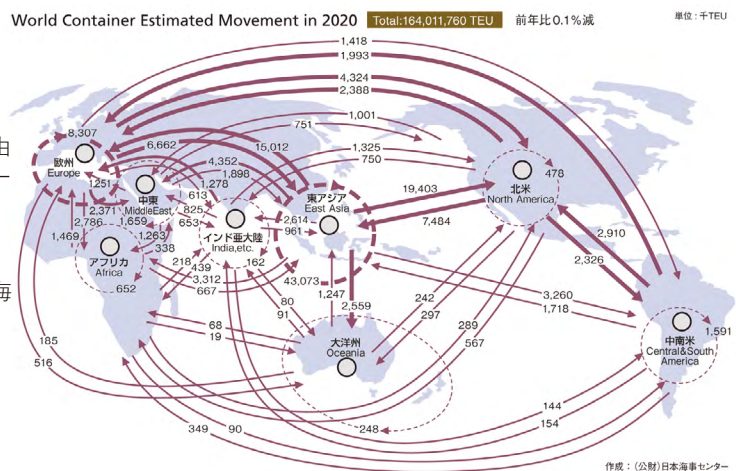 World Container Estimated Movement in 2020 Total:164,011,760 TEU 前年比0.1%減
単位:千TEU
1,418
1,993
4,324
2,388
1,001
751
8,307
6,662
15,012
1,325
750
由
ー
欧州
Europe
4,352
1,898
1,278
1251
中東
MiddleEast
613
東アジア
East Asia
19,403
北米
North America
478
7,484
2,371
2,786
1,659
825
653
2,614
961
インド亜大陸
India,etc.
1,469
1,263
338
アフリカ
Africa
2,910
2,326
218
439
162
3,312
667
43,073
海
652
1,247
2,559
80
91
242
297
3,260
1,718
289
567
68
19
大洋州
Oceania
中南米
Central&South
America
1,591
185
516
248
144
154
349
90
作成:(公財)日本海事センター